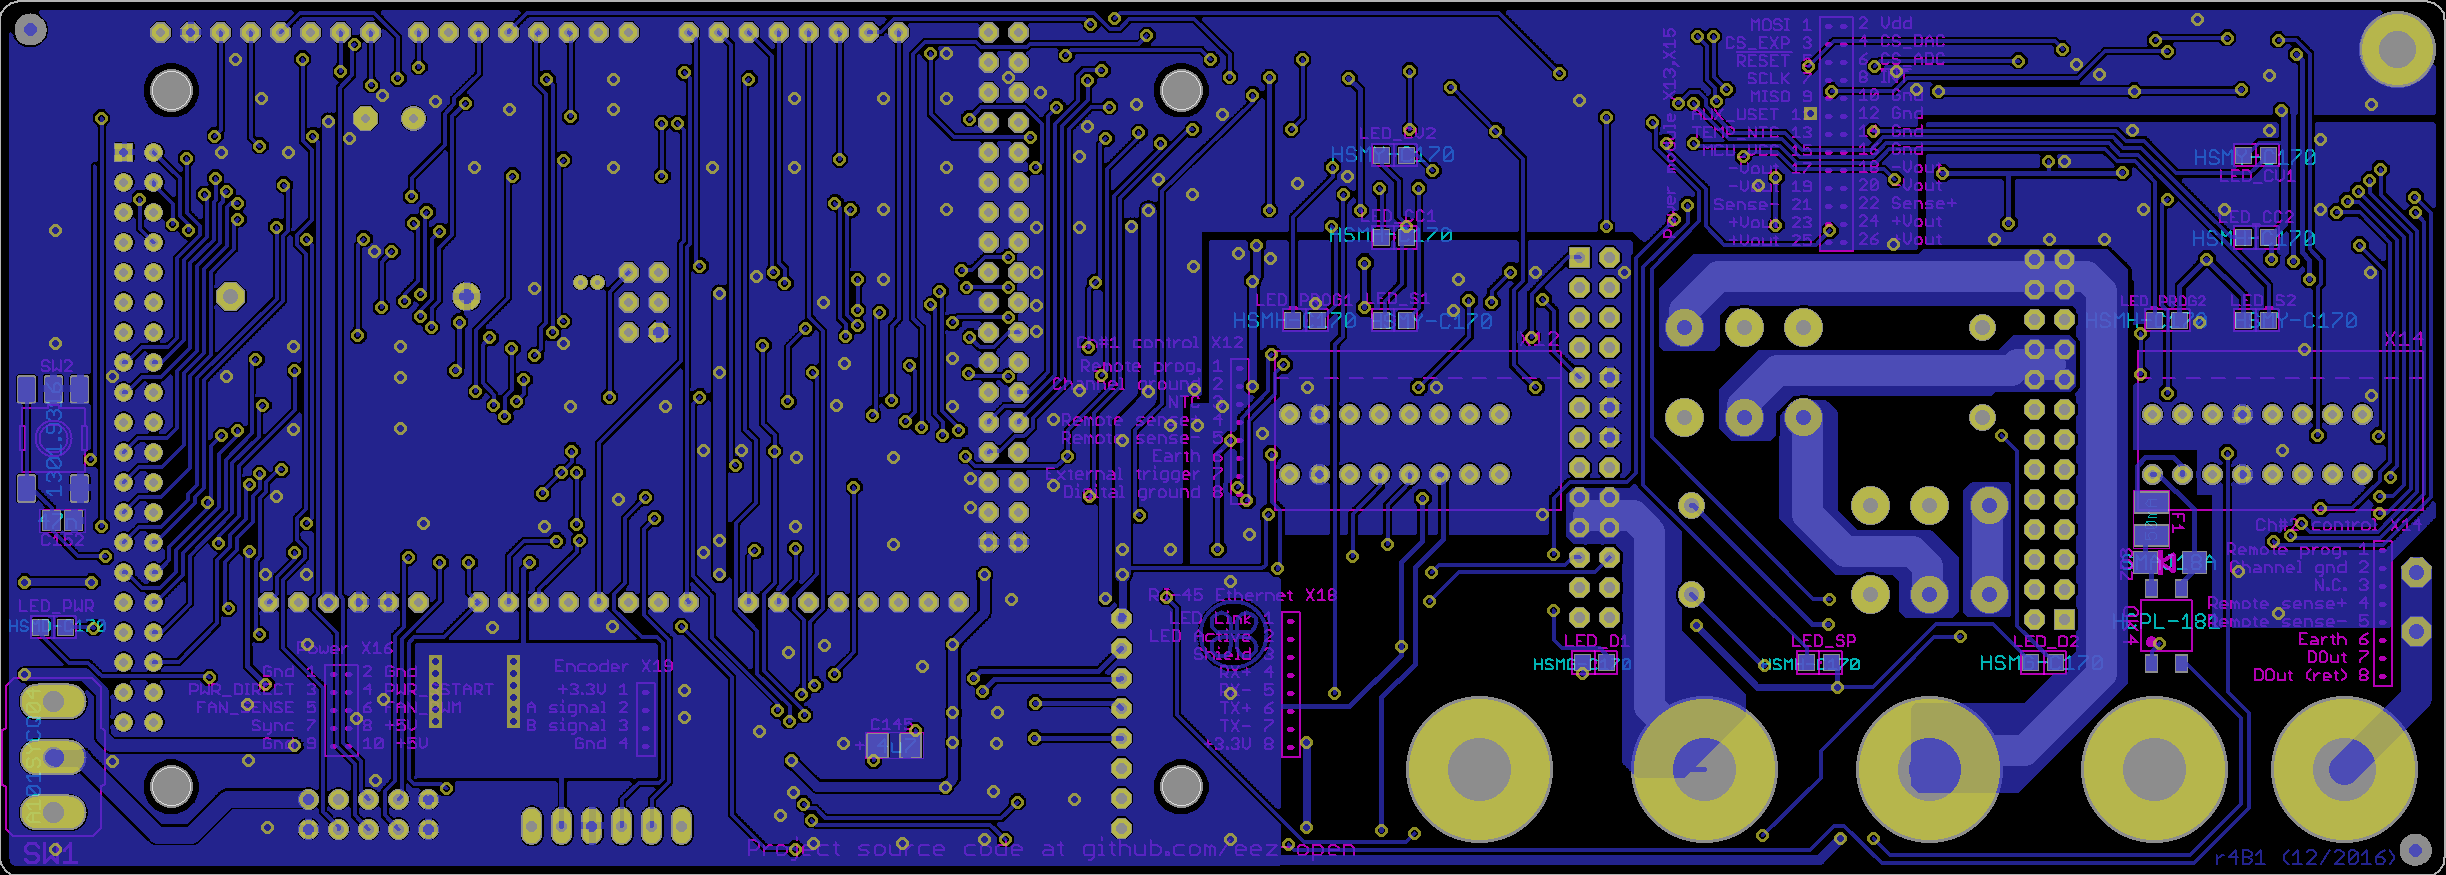 MOSI 1 2 Vdd
CS_EXP 3 4 CS_DAC
RESET 5 6 CS_ADC
SCLK 7 8 INT
MISO 9 10 Gnd
AUX_USET 12 Gnd
TEMP_NTC 13 14 Gnd
MCU_VCC 15 16 Gnd
-Vout 17 18 -Vout
-Vout 19 20 -Vout
Sense- 21 22 Sense+
+Vout 23 24 +Vout
+Vout 25 26 +Vout
Power module X13,X15
LED_CV2
HSMH-C170
LED_CC1
HSMH-C170
LED_PROG1
HSMH-C170
LED_S1
HSMY-C170
HSMH-C170
LED_CV1
LED_CC2
HSMH-C170
LED_PROG2
HSMH-C170
LED_S2
HSMY-C170
Ch#1 control X12
Remote prog. 1
Channel ground 2
NTC 3
Remote sense+ 4
Remote sense- 5
Earth 6
External trigger 7
Digital ground 8
X12
X14
SW2
1301.9316
C152
LED_PWR
HSMD-C170
SW1
Power X16
Gnd 1 2 Gnd
PWR_DIRECT 3 4 PWR_SSTART
FAN_SENSE 5 6 FAN_PWM
Sync 7 8 +5V
Gnd 9 10 +5V
Encoder X19
+3.3V 1
A signal 2
B signal 3
Gnd 4
C145
+ 4u7
RJ-45 Ethernet X18
LED Link 1
LED Active 2
Shield 3
RX+ 4
RX- 5
TX+ 6
TX- 7
+3.3V 8
LED_D1
HSMG-C170
LED_SP
HSMH-C170
LED_D2
HSMG-C170
F1
SMAJ18A
HCPL-181
Ch#2 control X14
Remote prog. 1
Channel gnd 2
N.C. 3
Remote sense+ 4
Remote sense- 5
Earth 6
DOut 7
DOut (ret) 8
Project source code at github.com/eez-open
r4B1 (12/2016)